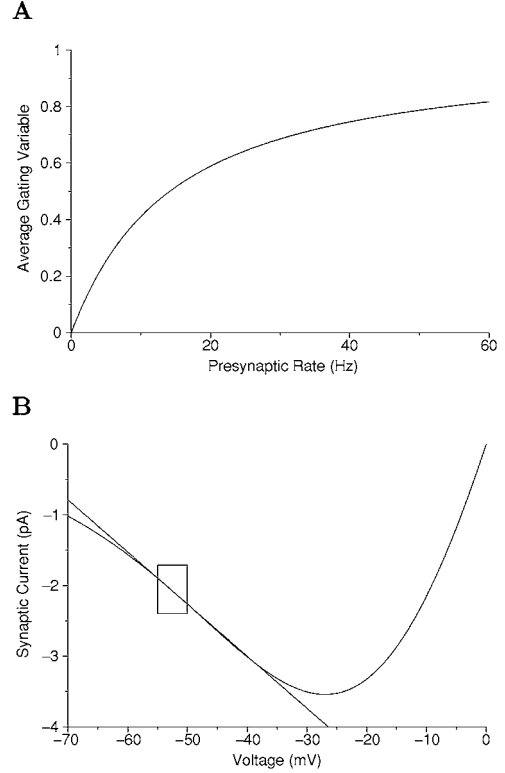 A
1
0.8
0.6
0.4
0.2
0
0 20 40 60
Average Gating Variable
Presynaptic Rate (Hz)
B
0
−1
−2
−3
−4
−70 −60 −50 −40 −30 −20 −10 0
Synaptic Current (pA)
Voltage (mV)